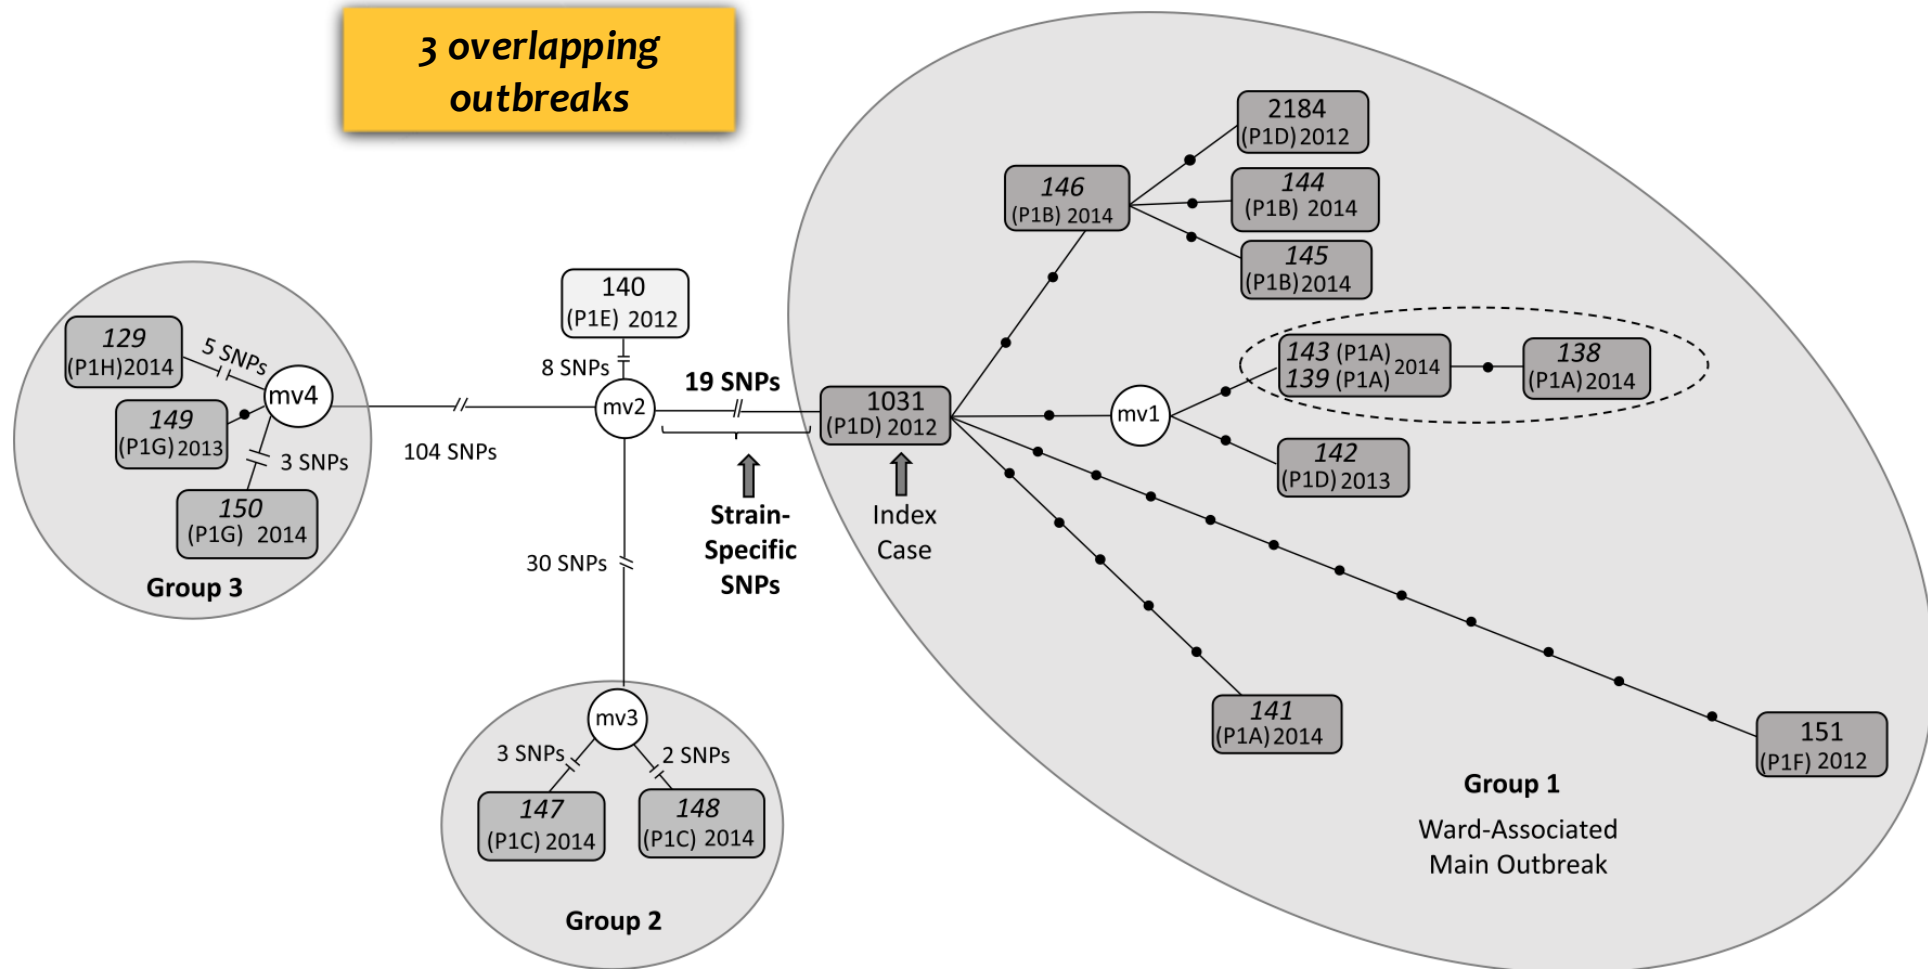 3 overlapping
outbreaks
2184
(P1D) 2012
146
(P1B) 2014
144
(P1B) 2014
145
(P1B) 2014
140
(P1E) 2012
8 SNPs
129
(P1H) 2014
5 SNPs
mv4
149
(P1G) 2013
3 SNPs
150
(P1G) 2014
Group 3
104 SNPs
mv2
19 SNPs
Strain-
Specific
SNPs
1031
(P1D) 2012
Index
Case
mv1
143 (P1A)
139 (P1A)
2014
138
(P1A) 2014
142
(P1D) 2013
30 SNPs
mv3
3 SNPs
2 SNPs
147
(P1C) 2014
148
(P1C) 2014
Group 2
141
(P1A) 2014
151
(P1F) 2012
Group 1
Ward-Associated
Main Outbreak